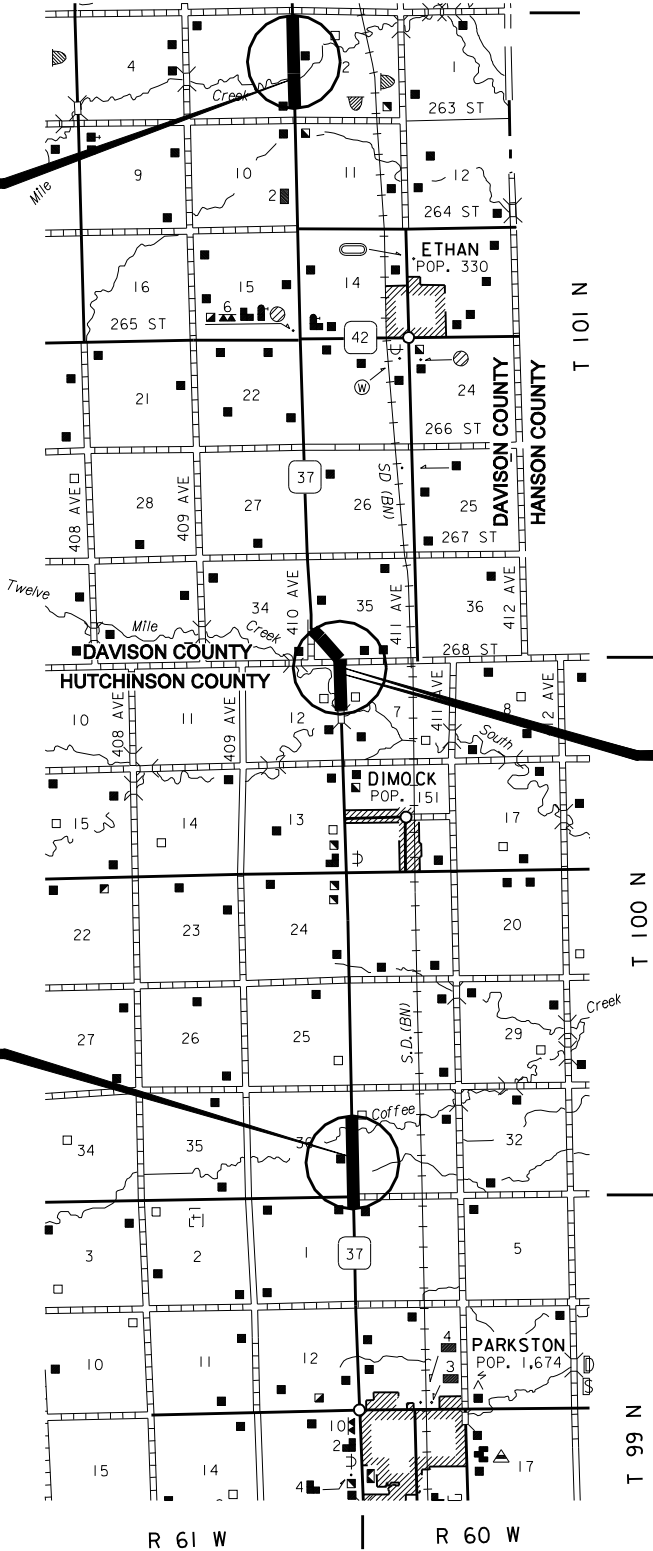 4
2
1
Creek
263 ST
9
10
11
12
Mile
2
264 ST
ETHAN
POP. 330
16
15
14
6
265 ST
42
T 101 N
21
22
W
24
266 ST
DAVISON COUNTY
HANSON COUNTY
37
408 AVE
28
409 AVE
27
SD (BN)
26
25
267 ST
Twelve
Mile
Creek
34
410 AVE
35
411 AVE
36
412 AVE
268 ST
DAVISON COUNTY
HUTCHINSON COUNTY
10
408 AVE
11
409 AVE
12
7
411 AVE
8
12 AVE
South
DIMOCK
POP. 151
15
14
13
17
22
23
24
20
T 100 N
27
26
25
S.D.(BN)
29
Creek
Coffee
34
35
36
32
3
2
1
37
5
PARKSTON
POP. 1,674
10
11
12
4
3
10
2
15
14
4
17
T 99 N
R 61 W
R 60 W